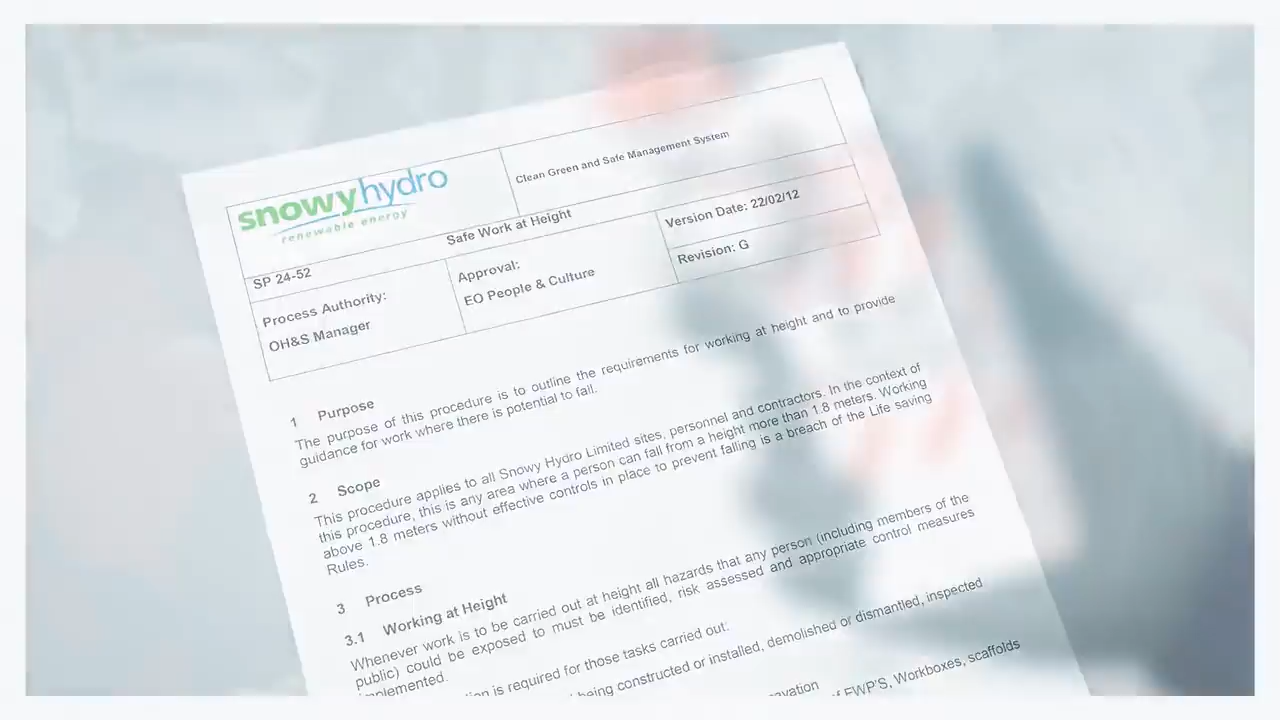 snowyhydro
renewable energy
Clean Green and Safe Management System
SP 24-52
Safe Work at Height
Process Authority:
OH&S Manager
Approval:
EO People & Culture
Version Date: 22/02/12
Revision: G
1 Purpose
The purpose of this procedure is to outline the requirements for working at height and to provide
guidance for work where there is potential to fall.
2 Scope
This procedure applies to all Snowy Hydro Limited sites, personnel and contractors. In the context of
this procedure, this is any area where a person can fall from a height more than 1.8 meters. Working
above 1.8 meters without effective controls in place to prevent falling is a breach of the Life saving
Rules.
3 Process
3.1 Working at Height
Whenever work is to be carried out at height all hazards that any person (including members of the
public) could be exposed to must be identified, risk assessed and appropriate control measures
implemented.
is required for those tasks carried out:
being constructed or installed, demolished or dismantled, inspected
EWP'S, Workboxes, scaffolds